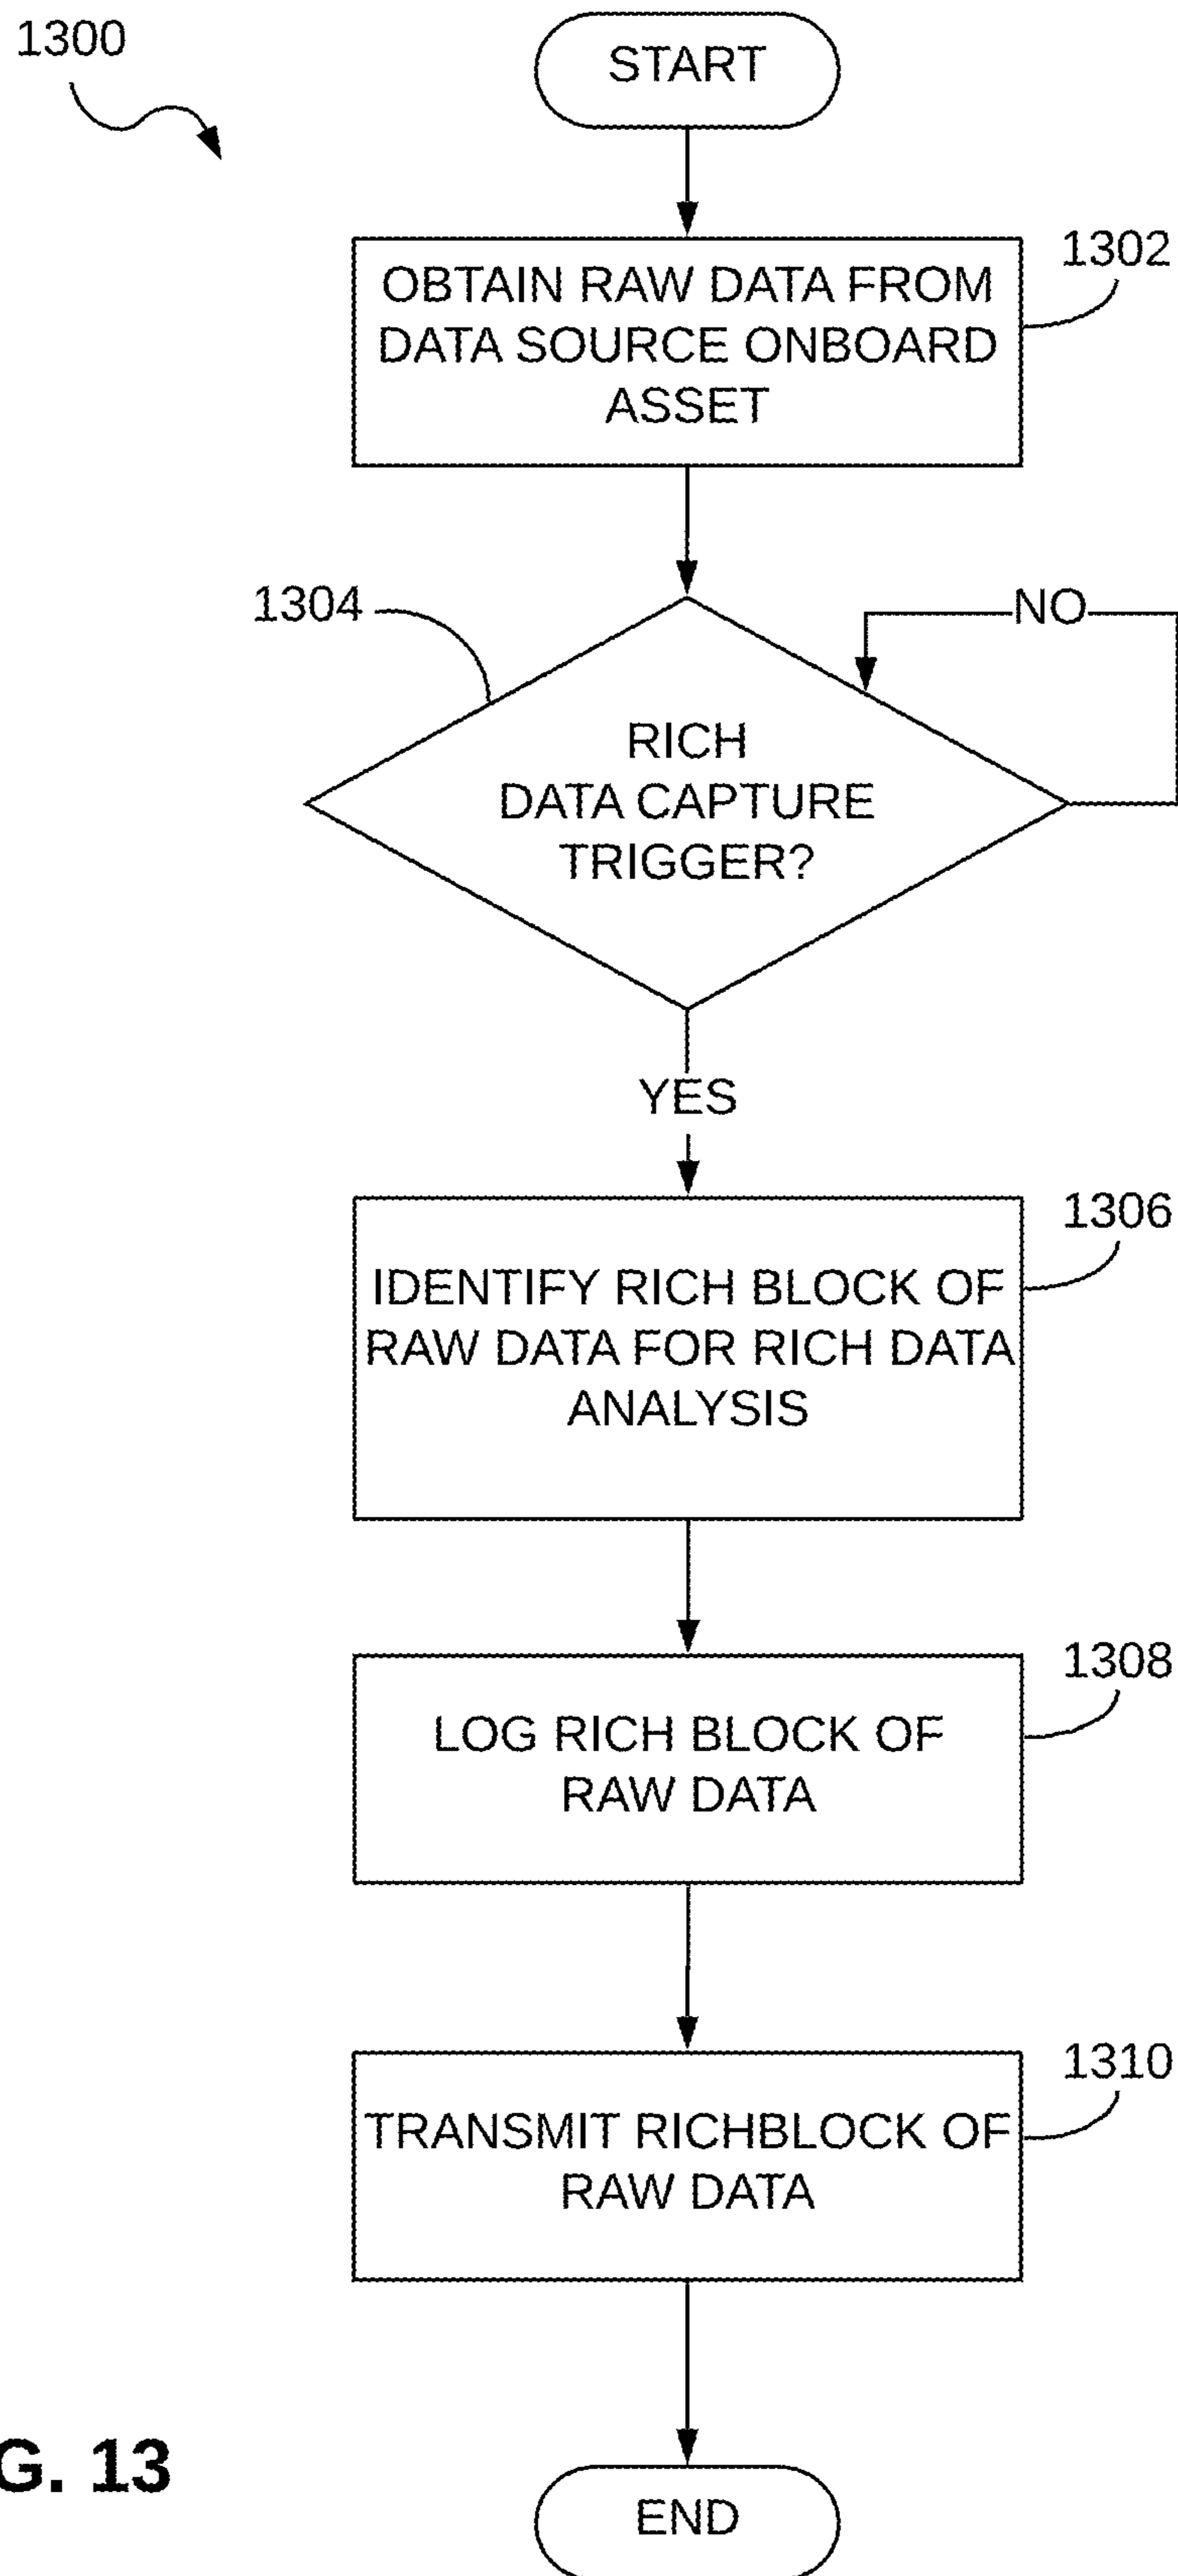 1300
START
1302
OBTAIN RAW DATA FROM
DATA SOURCE ONBOARD
ASSET
1304
NO
RICH
DATA CAPTURE
TRIGGER?
YES
1306
IDENTIFY RICH BLOCK OF
RAW DATA FOR RICH DATA
ANALYSIS
1308
LOG RICH BLOCK OF
RAW DATA
1310
TRANSMIT RICHBLOCK OF
RAW DATA
G. 13
END